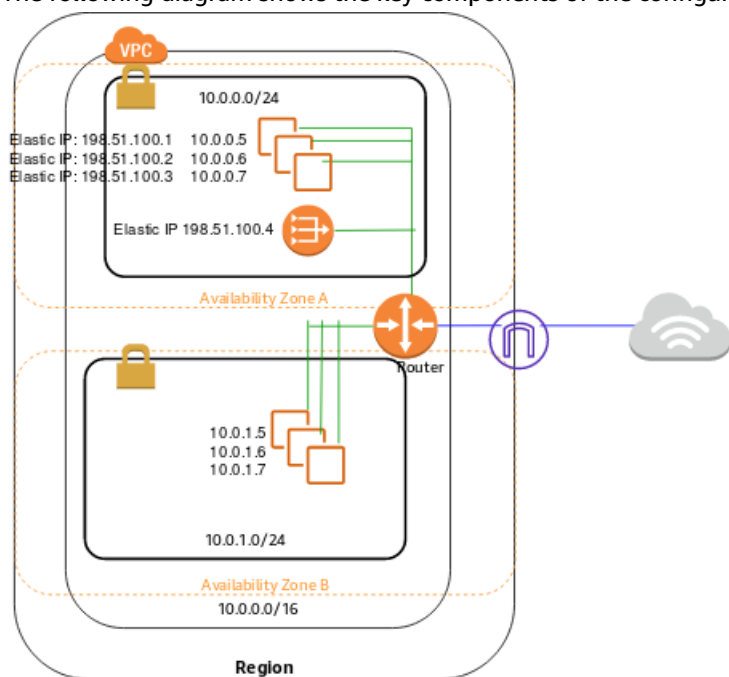 The following diagram shows the key components of the configur
VPC
10.0.0.0/24
Elastic IP: 198.51.100.1 10.0.0.5
Elastic IP: 198.51.100.2 10.0.0.6
Elastic IP: 198.51.100.3 10.0.0.7
Elastic IP 198.51.100.4
Availability Zone A
Router
10.0.1.5
10.0.1.6
10.0.1.7
10.0.1.0/24
Availability Zone B
10.0.0.0/16
Region